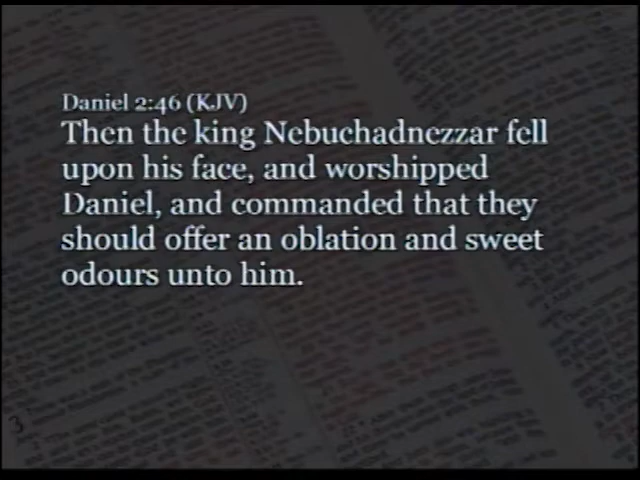 Daniel 2:46 (KJV)
Then the king Nebuchadnezzar fell
upon his face, and worshipped
Daniel, and commanded that they
should offer an oblation and sweet
odours unto him.
3